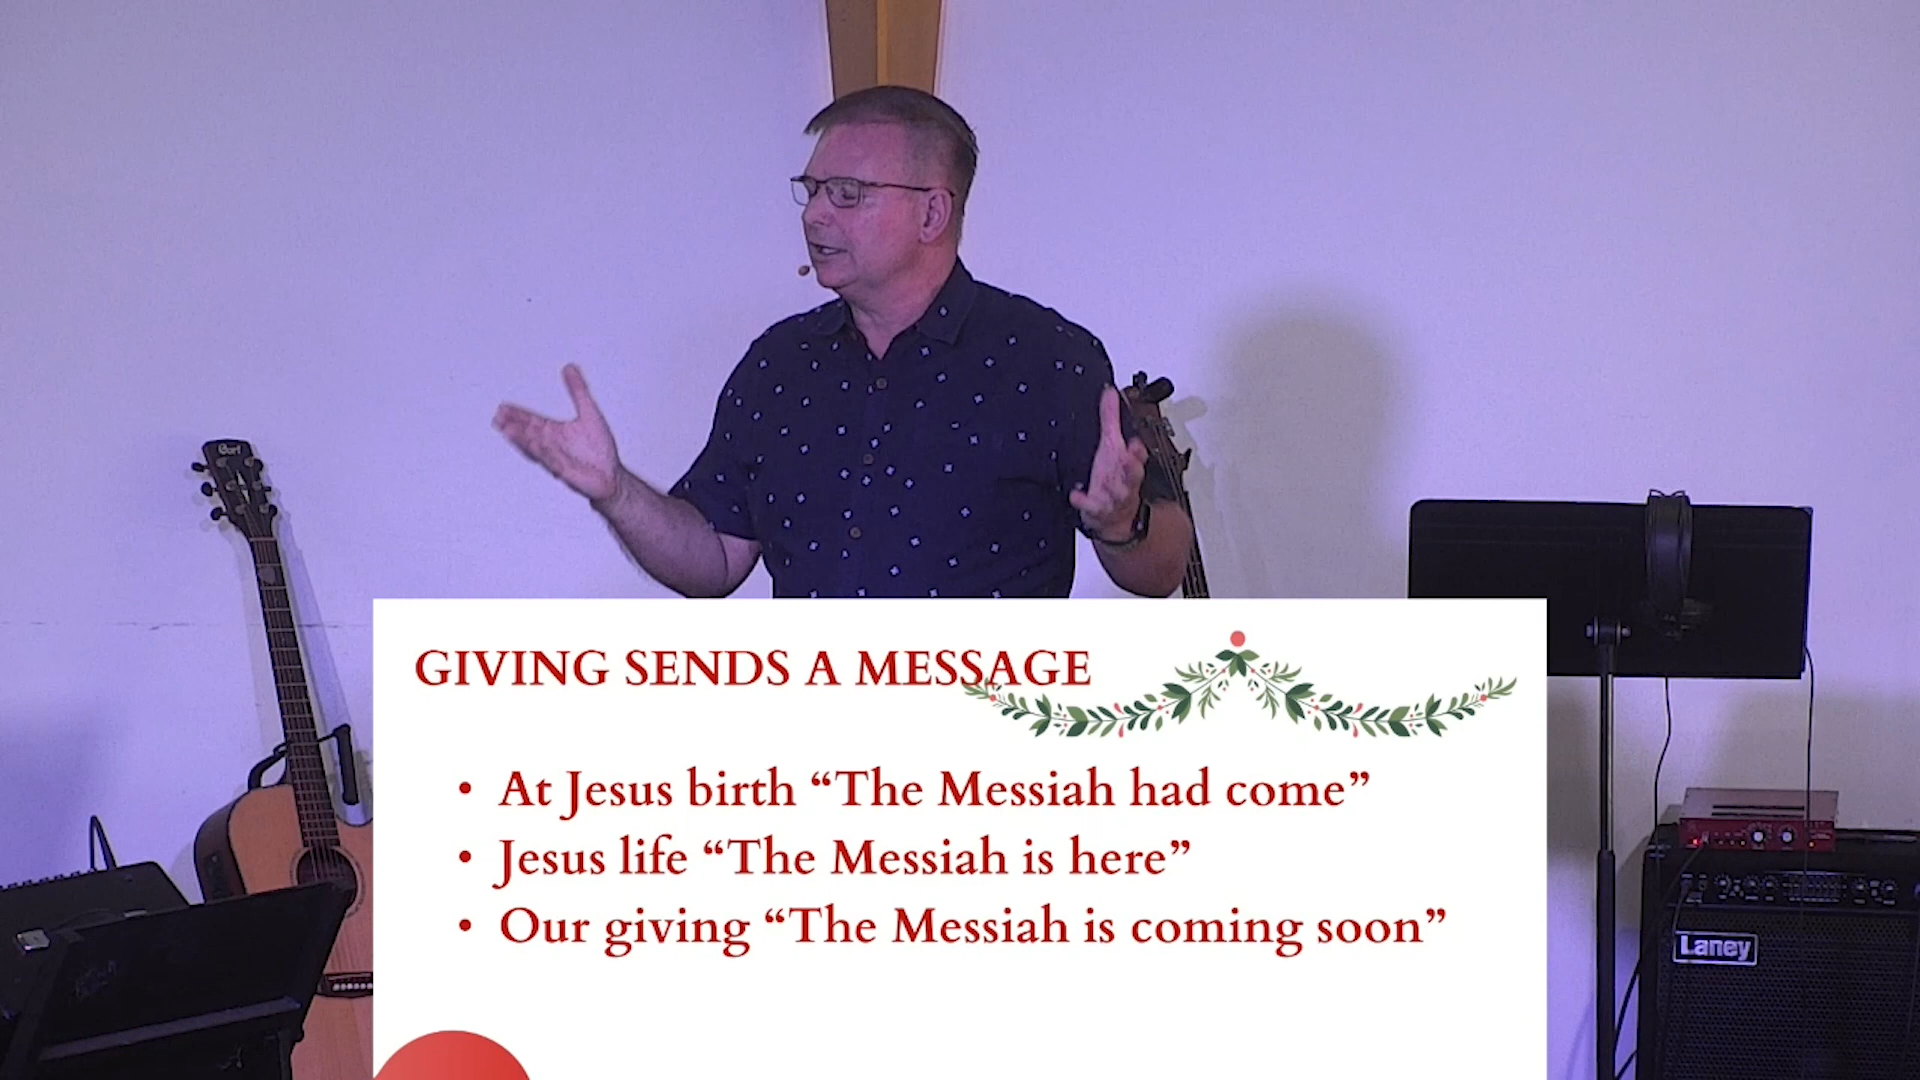 Cort
GIVING SENDS A MESSAGE
• At Jesus birth “The Messiah had come”
• Jesus life “The Messiah is here”
• Our giving “The Messiah is coming soon”
Laney